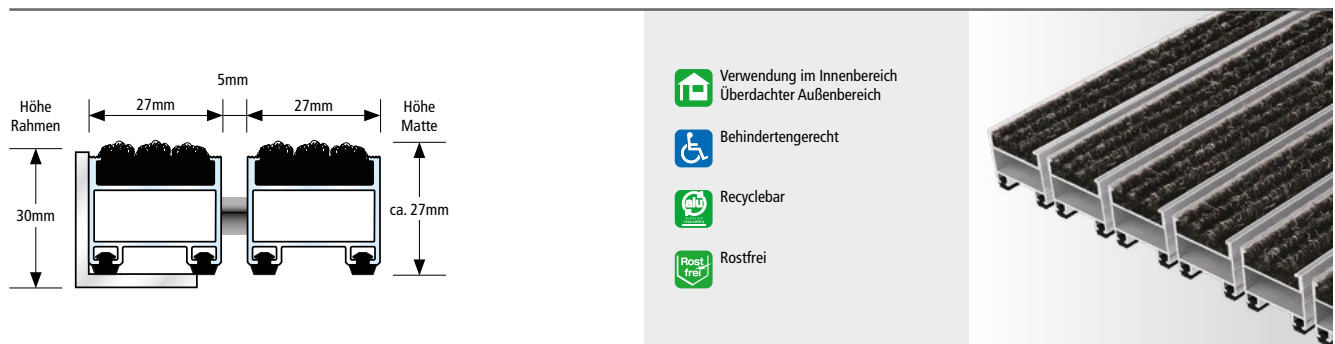 5mm
Höhe
Rahmen
27mm
27mm
Höhe
Matte
30mm
ca. 27mm
Verwendung im Innenbereich
Überdachter Außenbereich
Behindertengerecht
alu
Recyclebar
Rost
frei
Rostfrei